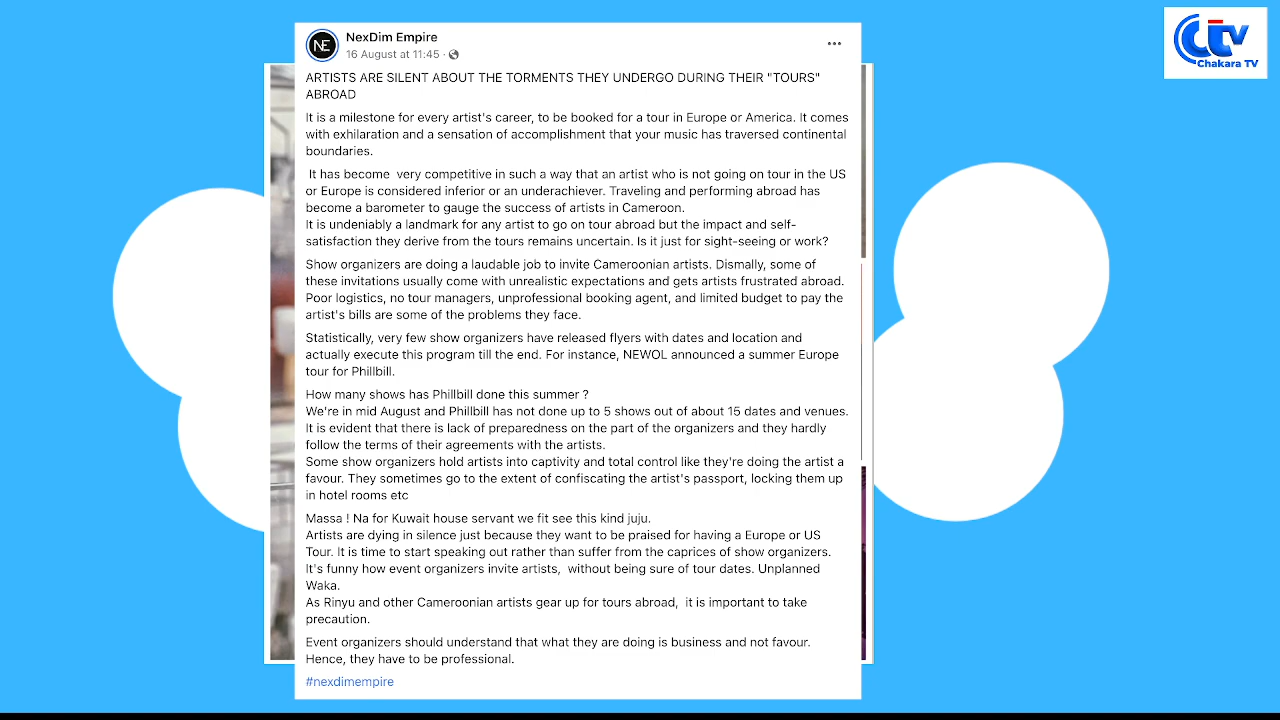 NE
NexDim Empire
16 August at 11:45 ·
ARTISTS ARE SILENT ABOUT THE TORMENTS THEY UNDERGO DURING THEIR "TOURS"
ABROAD
It is a milestone for every artist's career, to be booked for a tour in Europe or America. It comes
with exhilaration and a sensation of accomplishment that your music has traversed continental
boundaries.
It has become very competitive in such a way that an artist who is not going on tour in the US
or Europe is considered inferior or an underachiever. Traveling and performing abroad has
become a barometer to gauge the success of artists in Cameroon.
It is undeniably a landmark for any artist to go on tour abroad but the impact and self-
satisfaction they derive from the tours remains uncertain. Is it just for sight-seeing or work?
Show organizers are doing a laudable job to invite Cameroonian artists. Dismally, some of
these invitations usually come with unrealistic expectations and gets artists frustrated abroad.
Poor logistics, no tour managers, unprofessional booking agent, and limited budget to pay the
artist's bills are some of the problems they face.
Statistically, very few show organizers have released flyers with dates and location and
actually execute this program till the end. For instance, NEWOL announced a summer Europe
tour for Phillbill.
How many shows has Phillbill done this summer ?
We're in mid August and Phillbill has not done up to 5 shows out of about 15 dates and venues.
It is evident that there is lack of preparedness on the part of the organizers and they hardly
follow the terms of their agreements with the artists.
Some show organizers hold artists into captivity and total control like they're doing the artist a
favour. They sometimes go to the extent of confiscating the artist's passport, locking them up
in hotel rooms etc
Massa ! Na for Kuwait house servant we fit see this kind juju.
Artists are dying in silence just because they want to be praised for having a Europe or US
Tour. It is time to start speaking out rather than suffer from the caprices of show organizers.
It's funny how event organizers invite artists, without being sure of tour dates. Unplanned
Waka.
As Rinyu and other Cameroonian artists gear up for tours abroad, it is important to take
precaution.
Event organizers should understand that what they are doing is business and not favour.
Hence, they have to be professional.
#nexdimempire
CTV
Chakara TV